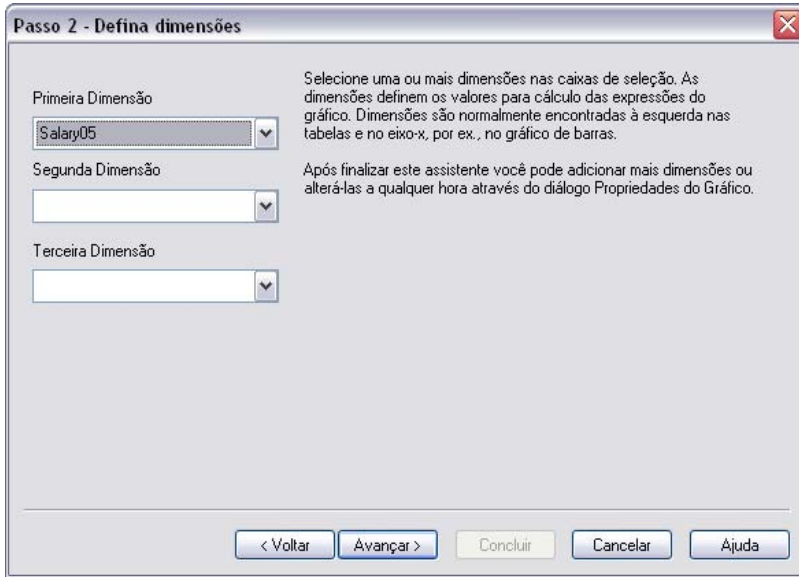 Passo 2 - Defina dimensões
Primeira Dimensão
Salary05
Segunda Dimensão
Terceira Dimensão
Selecione uma ou mais dimensões nas caixas de seleção. As
dimensões definem os valores para cálculo das expressões do
gráfico. Dimensões são normalmente encontradas à esquerda nas
tabelas e no eixo-x, por ex., no gráfico de barras.
Após finalizar este assistente você pode adicionar mais dimensões ou
alterá-las a qualquer hora através do diálogo Propriedades do Gráfico.
< Voltar
Avançar >
Concluir
Cancelar
Ajuda